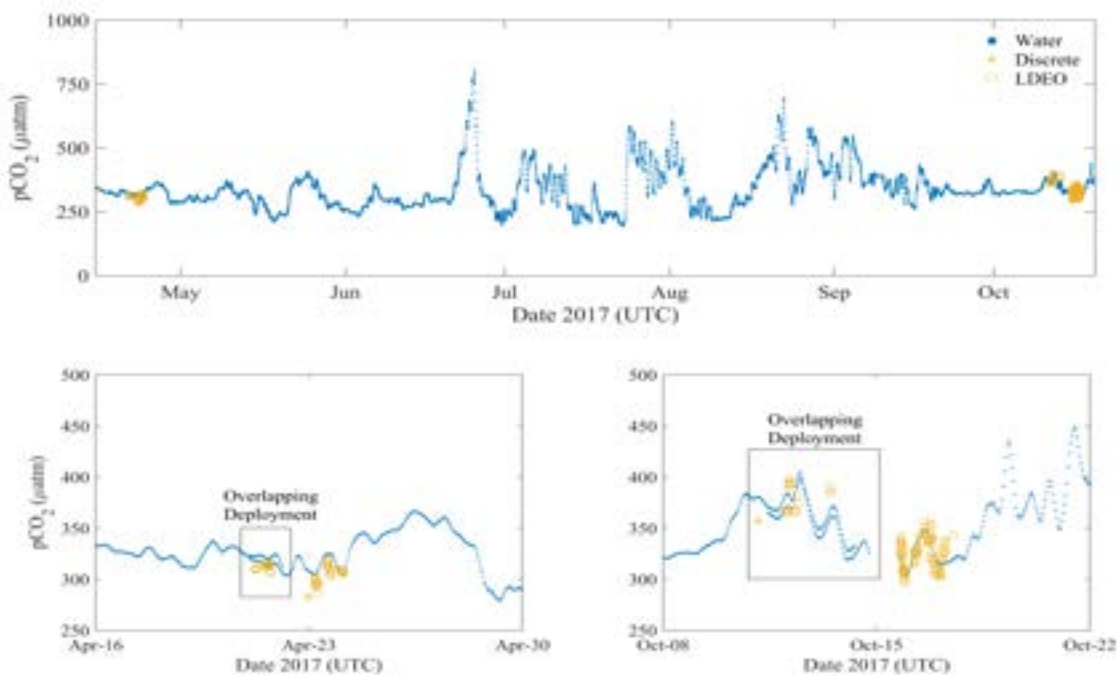 1000
750
500
250
0
pCO2 (µatm)
Water
Discrete
LDEO
May
Jun
Jul
Aug
Sep
Oct
Date 2017 (UTC)
500
450
400
350
300
250
pCO2 (µatm)
Overlapping
Deployment
Apr-16
Apr-23
Apr-30
Date 2017 (UTC)
500
450
400
350
300
250
Overlapping
Deployment
Oct-08
Oct-15
Oct-22
Date 2017 (UTC)